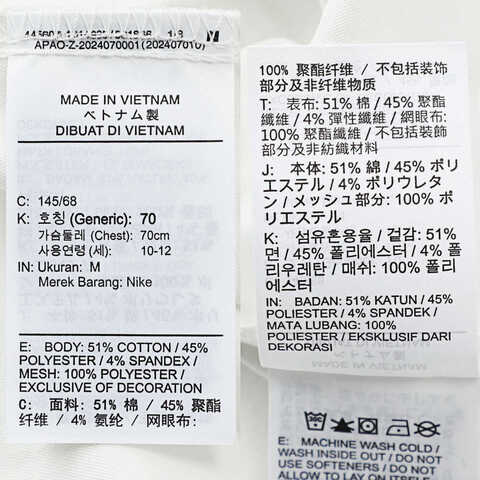 APAO-Z-2024070001 (202407010)
MADE IN VIETNAM
ベトナム製
DIBUAT DI VIETNAM
C: 145/68
K: 호칭 (Generic): 70
가슴둘레 (Chest): 70cm
사용연령 (세): 10-12
IN: Ukuran: M
Merek Barang: Nike
E: BODY: 51% COTTON / 45%
POLYESTER / 4% SPANDEX /
MESH: 100% POLYESTER /
EXCLUSIVE OF DECORATION
C: 面料: 51% 棉 / 45% 聚酯
纤维 / 4% 氨纶 / 网眼布:
100% 聚酯纤维 / 不包括装饰
部分及非纤维物质
T: 表布: 51% 棉 / 45% 聚酯
纖維 / 4% 彈性纖維 / 網眼布:
100% 聚酯纖維 / 不包括裝飾
部分及非紡織材料
J: 本体: 51% 綿 / 45% ポリ
エステル / 4% ポリウレタ
ン / メッシュ部分: 100% ポ
リエステル
K: 섬유혼용율 / 겉감: 51%
면 / 45% 폴리에스터 / 4% 폴
리우레탄 / 매쉬: 100% 폴리
에스터
IN: BADAN: 51% KATUN / 45%
POLIESTER / 4% SPANDEK /
MATA LUBANG: 100%
POLIESTER / EKSKLUSIF DARI
DEKORASI
E: MACHINE WASH COLD /
WASH INSIDE OUT / DO NOT
USE SOFTENERS / DO NOT